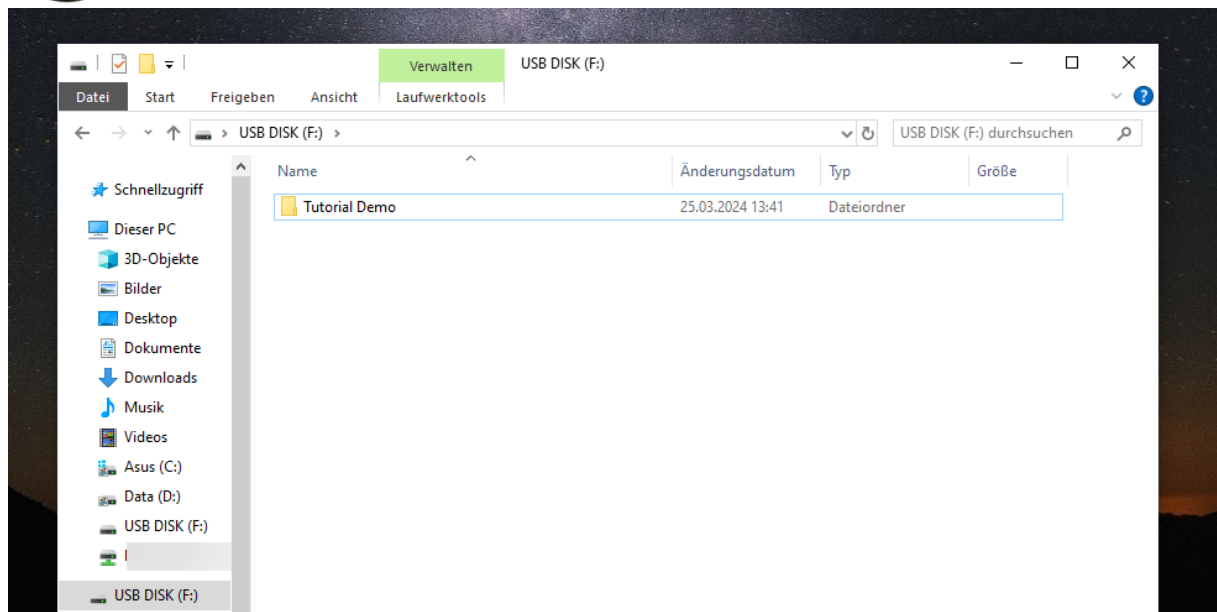 Verwalten USB DISK (F:)
Datei Start Freigeben Ansicht Laufwerktools
USB DISK (F:) USB DISK (F:) durchsuchen
Name Änderungsdatum Typ Größe
Schnellzugriff
Tutorial Demo 25.03.2024 13:41 Dateiordner
Dieser PC
3D-Objekte
Bilder
Desktop
Dokumente
Downloads
Musik
Videos
Asus (C:)
Data (D:)
USB DISK (F:)
USB DISK (F:)